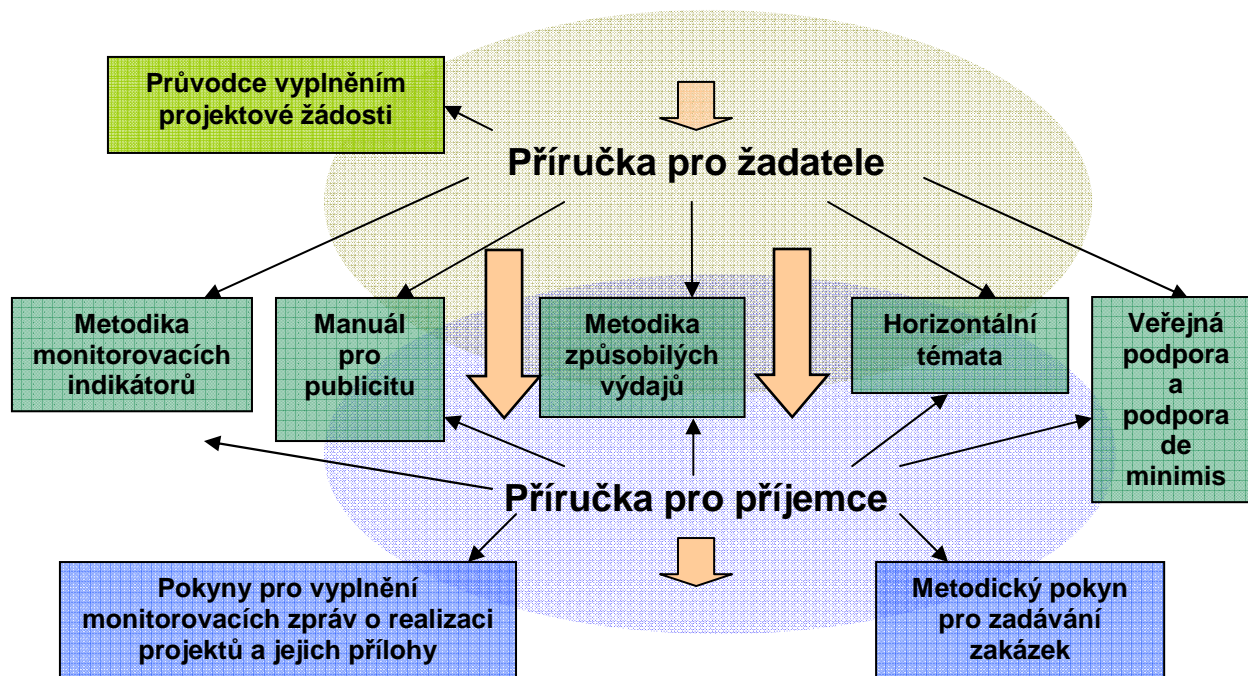 Průvodce vyplněním
projektové žádosti
Příručka pro žadatele
Metodika
monitorovacích
indikátorů
Manuál
pro
publicitu
Metodika
způsobilých
výdajů
Horizontální
témata
Veřejná
podpora
a
podpora
de
minimis
Příručka pro příjemce
Pokyny pro vyplnění
monitorovacích zpráv o realizaci
projektů a jejich přílohy
Metodický pokyn
pro zadávání
zakázek